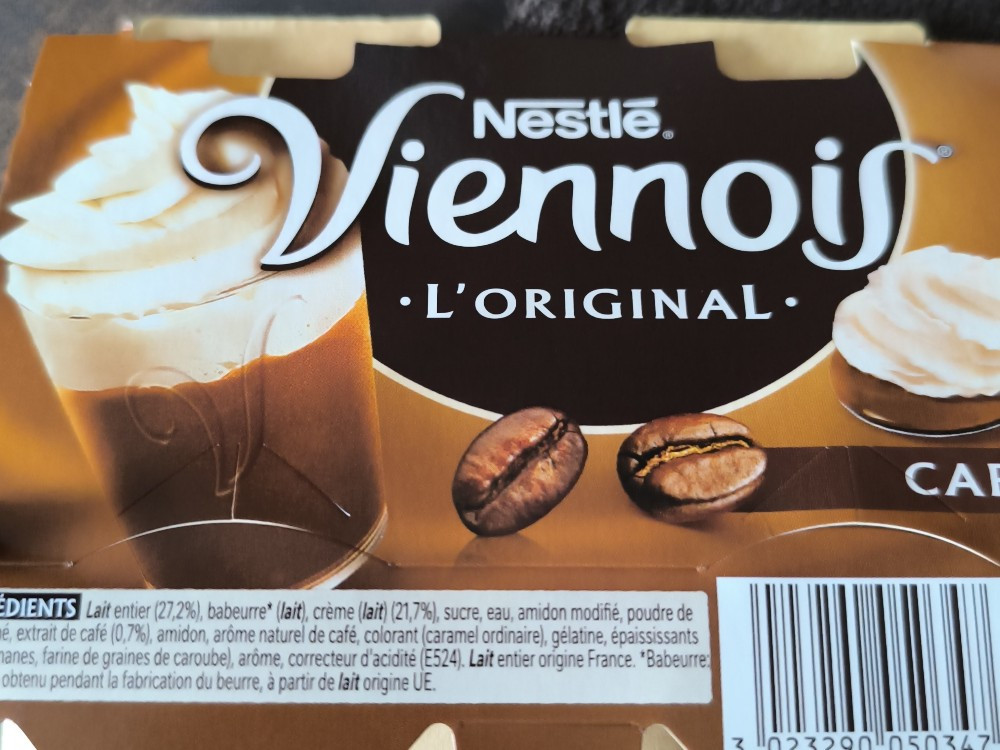 Nestlé®
Viennois®
·L'ORIGINAL·
CAF
ÉDIENTS Lait entier (27,2%), babeurre* (lait), crème (lait) (21,7%), sucre, eau, amidon modifié, poudre de
é, extrait de café (0,7%), amidon, arôme naturel de café, colorant (caramel ordinaire), gélatine, épaississants
nanes, farine de graines de caroube), arôme, correcteur d'acidité (E524). Lait entier origine France. *Babeurre:
obtenu pendant la fabrication du beurre, à partir de lait origine UE.
3 023290 050347